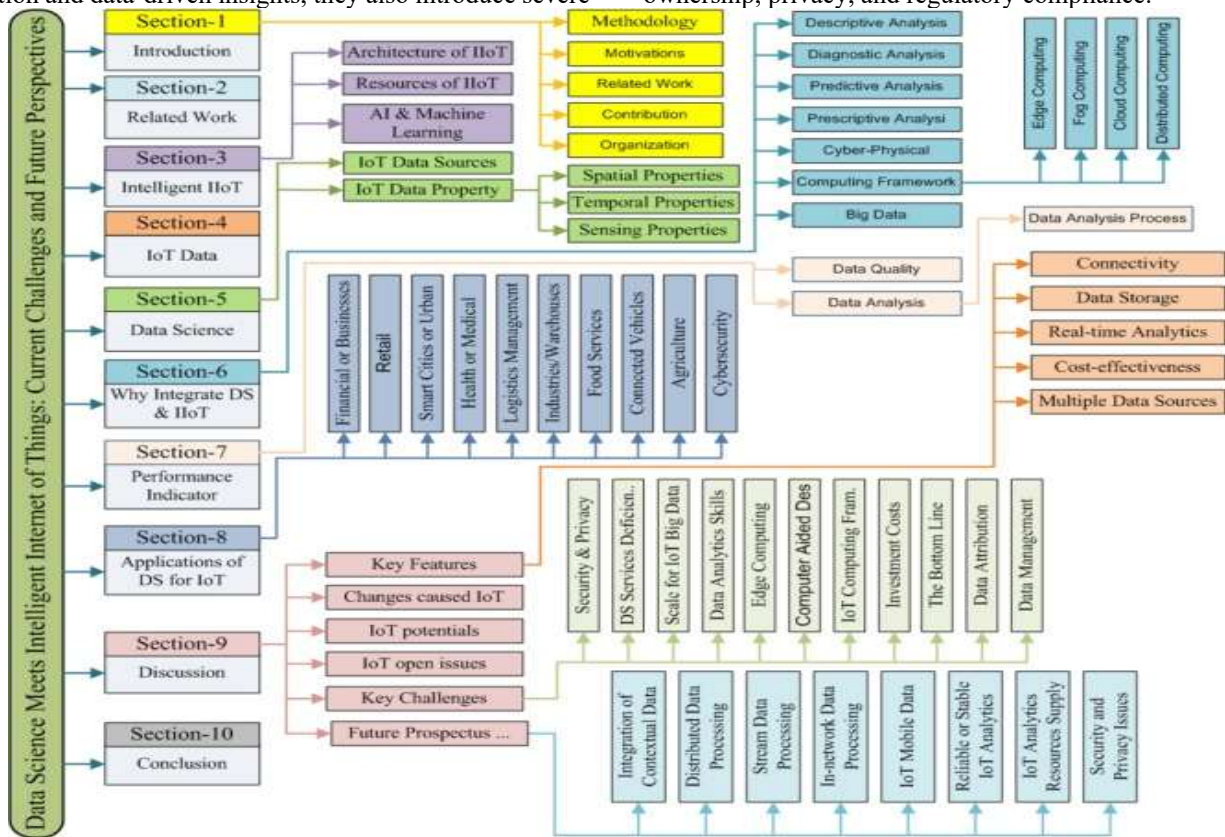 tion and data-driven insights, they also introduce severe ownership, privacy, and regulatory compliance.
Data Science Meets Intelligent Internet of Things: Current Challenges and Future Perspectives
Section-1
Introduction
Section-2
Related Work
Section-3
Intelligent IIoT
Section-4
IoT Data
Section-5
Data Science
Section-6
Why Integrate DS
& IIoT
Section-7
Performance
Indicator
Section-8
Applications of
DS for IoT
Section-9
Discussion
Section-10
Conclusion
Architecture of IIoT
Resources of IIoT
AI & Machine
Learning
IoT Data Sources
IoT Data Property
Methodology
Motivations
Related Work
Contribution
Organization
Spatial Properties
Temporal Properties
Sensing Properties
Descriptive Analysis
Diagnostic Analysis
Predictive Analysis
Prescriptive Analysi
Cyber-Physical
Computing Framework
Big Data
Edge Computing
Fog Computing
Cloud Computing
Distributed Computing
Data Quality
Data Analysis
Data Analysis Process
Connectivity
Data Storage
Real-time Analytics
Cost-effectiveness
Multiple Data Sources
Financial or Businesses
Retail
Smart Cities or Urban
Health or Medical
Logistics Management
Industries/Warehouses
Food Services
Connected Vehicles
Agriculture
Cybersecurity
Key Features
Changes caused IoT
IoT potentials
IoT open issues
Key Challenges
Future Prospectus ...
Security & Privacy
DS Services Deficien..
Scale for IoT Big Data
Data Analytics Skills
Edge Computing
Computer Aided Des
IoT Computing Fram.
Investment Costs
The Bottom Line
Data Attribution
Data Management
Integration of
Contextual Data
Distributed Data
Processing
Stream Data
Processing
In-network Data
Processing
IoT Mobile Data
Reliable or Stable
IoT Analytics
IoT Analytics
Resources Supply
Security and
Privacy Issues